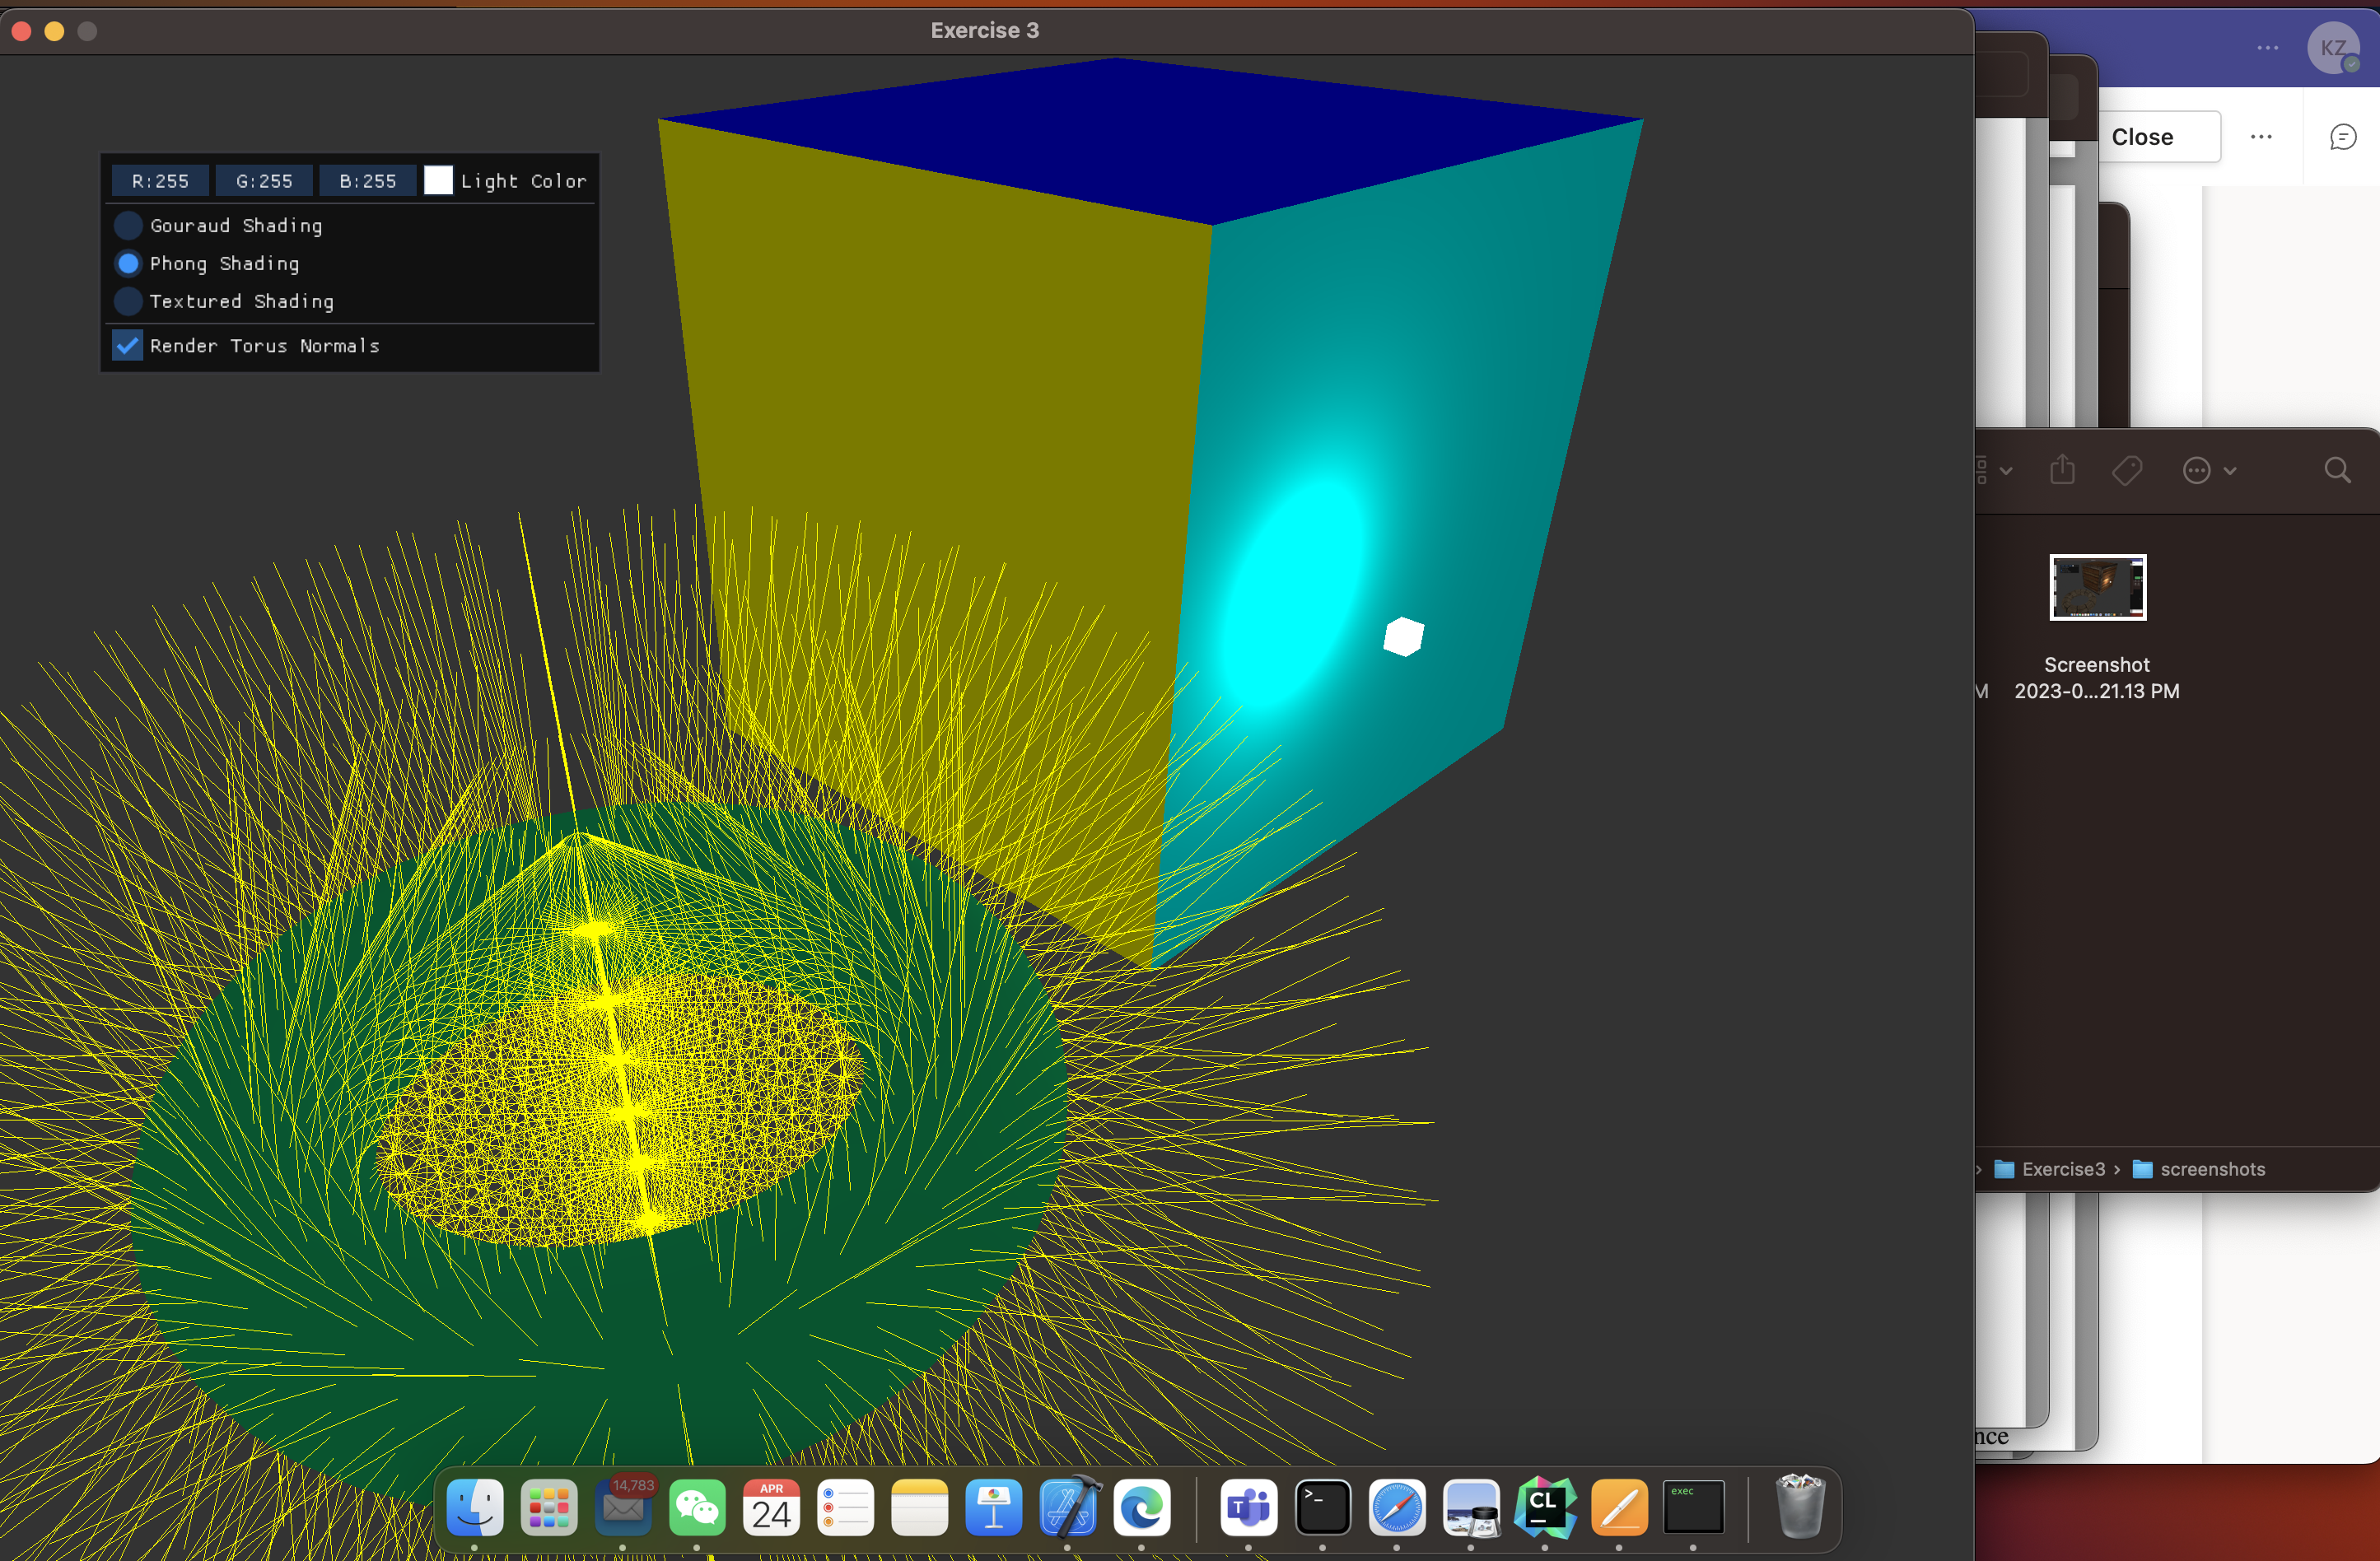 Exercise 3
KZ
Close
R:255 G:255 B:255 Light Color
Gouraud Shading
Phong Shading
Textured Shading
Render Torus Normals
Screenshot
M 2023-0...21.13 PM
Exercise3 › screenshots
nce
14,783
APR
24
T
>_
CL
exec